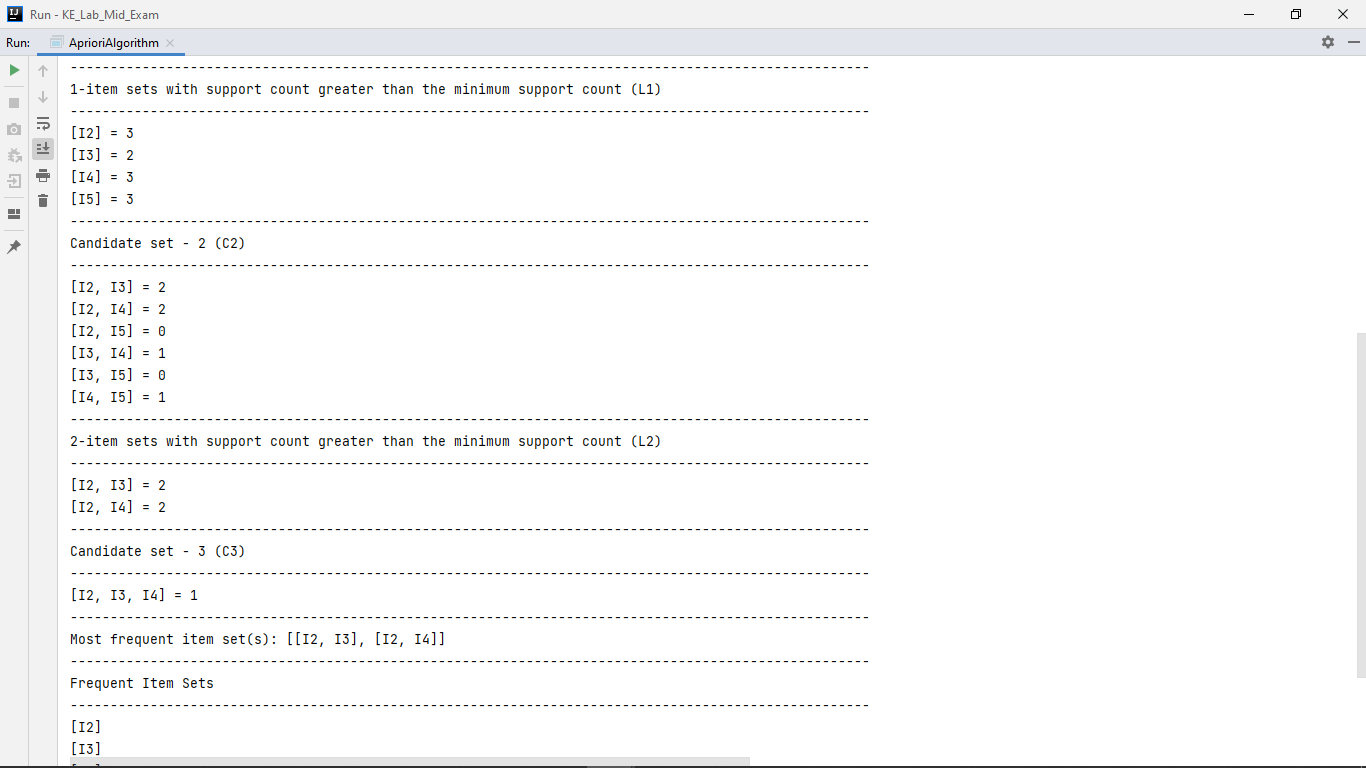 Run - KE_Lab_Mid_Exam
Run: AprioriAlgorithm
----------------------------------------------------------------------------------------------------
1-item sets with support count greater than the minimum support count (L1)
----------------------------------------------------------------------------------------------------
[I2] = 3
[I3] = 2
[I4] = 3
[I5] = 3
----------------------------------------------------------------------------------------------------
Candidate set - 2 (C2)
----------------------------------------------------------------------------------------------------
[I2, I3] = 2
[I2, I4] = 2
[I2, I5] = 0
[I3, I4] = 1
[I3, I5] = 0
[I4, I5] = 1
----------------------------------------------------------------------------------------------------
2-item sets with support count greater than the minimum support count (L2)
----------------------------------------------------------------------------------------------------
[I2, I3] = 2
[I2, I4] = 2
----------------------------------------------------------------------------------------------------
Candidate set - 3 (C3)
----------------------------------------------------------------------------------------------------
[I2, I3, I4] = 1
----------------------------------------------------------------------------------------------------
Most frequent item set(s): [[I2, I3], [I2, I4]]
----------------------------------------------------------------------------------------------------
Frequent Item Sets
----------------------------------------------------------------------------------------------------
[I2]
[I3]